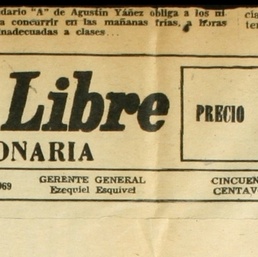 dario "A" de Agustín Yáñez obliga a los ni-
a concurrir en las mañanas frías, a horas
inadecuadas a clases...
Libre
PRECIO
ONARIA
969
GERENTE GENERAL
Ezequiel Esquivel
CINCUEN
CENTAV